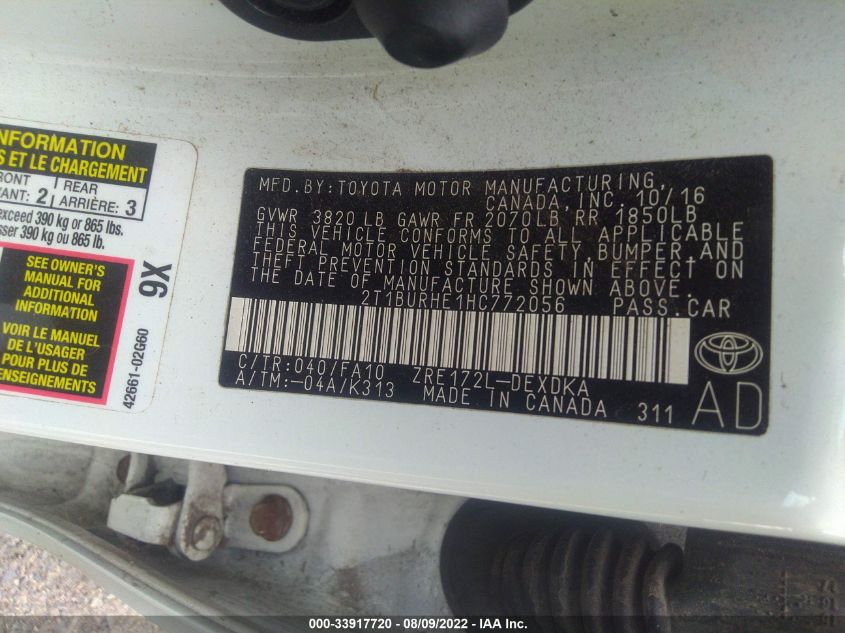 NFORMATION
S ET LE CHARGEMENT
FRONT
REAR
ANT: 2
ARRIÈRE: 3
exceed 390 kg or 865 lbs.
sser 390 kg ou 865 lb.
SEE OWNER'S
MANUAL FOR
ADDITIONAL
INFORMATION
VOIR LE MANUEL
DE L'USAGER
POUR PLUS DE
RENSEIGNEMENTS
9X
42661-02G60
MFD. BY: TOYOTA MOTOR MANUFACTURING,
CANADA, INC. 10/16
GVWR 3820 LB GAWR FR 2070LB, RR 1850LB
THIS VEHICLE CONFORMS TO ALL APPLICABLE
FEDERAL MOTOR VEHICLE SAFETY, BUMPER, AND
THEFT PREVENTION STANDARDS IN EFFECT ON
THE DATE OF MANUFACTURE SHOWN ABOVE.
2T1BURHE1HC772056 PASS. CAR
C/TR: 040/FA10 ZRE172L-DEXDKA
A/TM: -04A/K313 MADE IN CANADA 311
AD
000-33917720 - 08/09/2022 - IAA Inc.